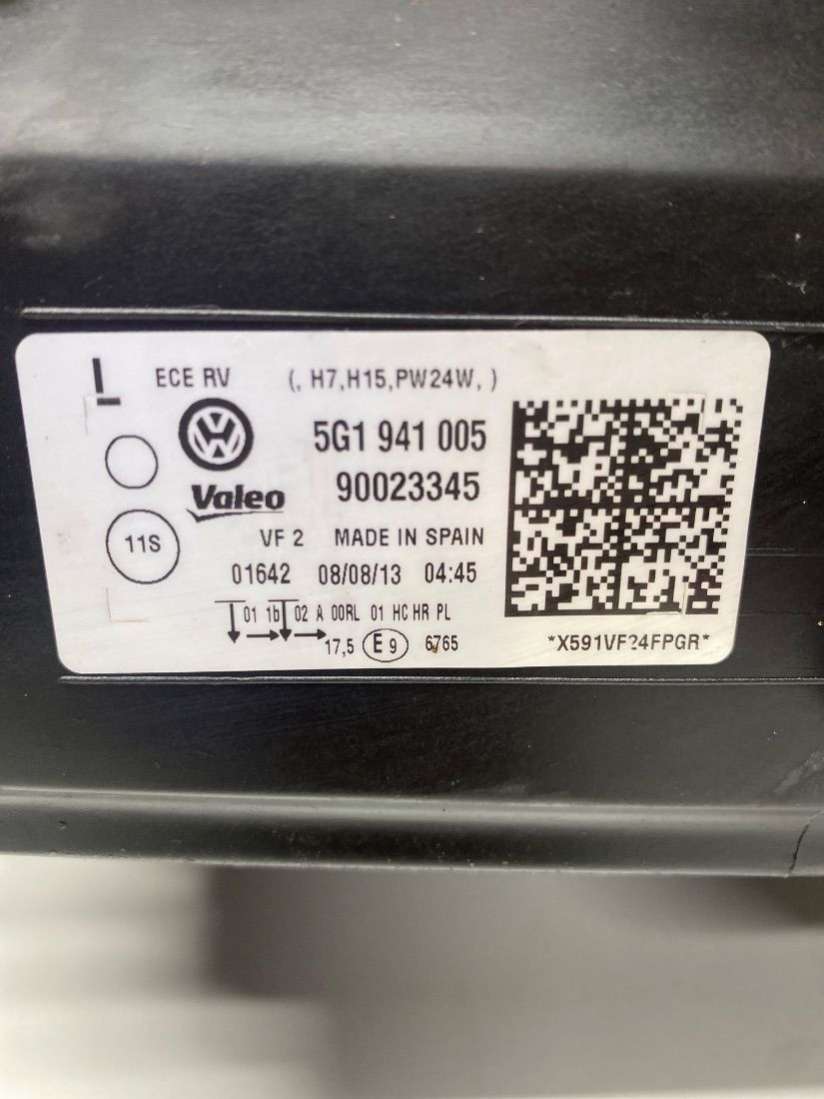 L ECE RV (, H7,H15,PW24W, )
5G1 941 005
Valeo 90023345
11S VF 2 MADE IN SPAIN
01642 08/08/13 04:45
01 1b 02 A 00RL 01 HC HR PL
17,5 E 9 6765
*X591VF24FPGR*